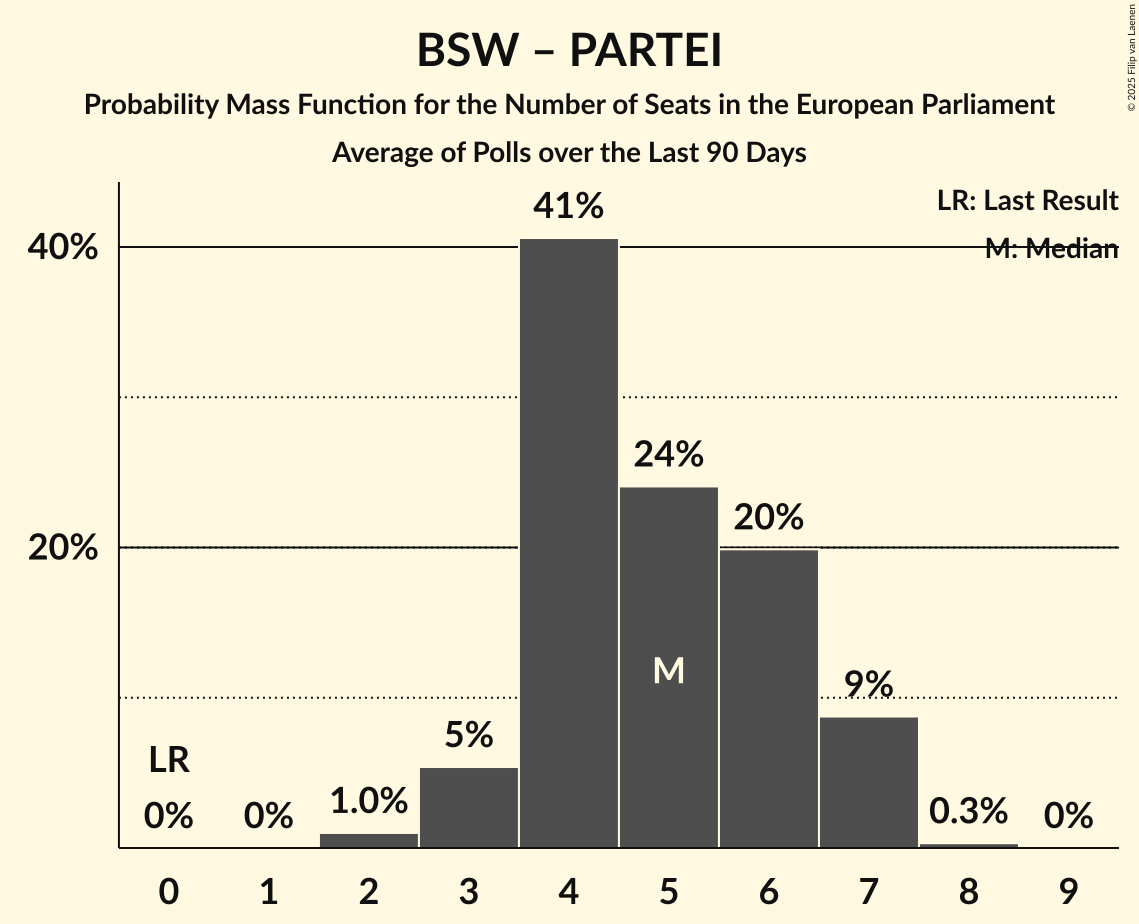 BSW – PARTEI
Probability Mass Function for the Number of Seats in the European Parliament
Average of Polls over the Last 90 Days
© 2025 Filip van Laenen
LR: Last Result
M: Median
41%
40%
24%
20%
20%
M
9%
5%
LR
1.0%
0.3%
0%
0%
0%
0 1 2 3 4 5 6 7 8 9